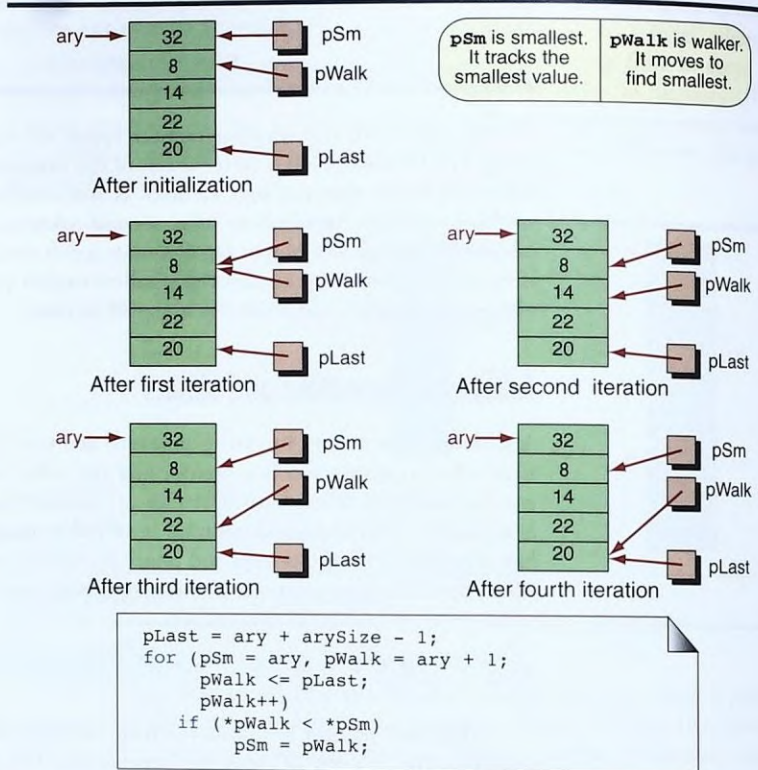 ary
32
8
14
22
20
pSm
pWalk
pLast
After initialization
pSm is smallest.
It tracks the
smallest value.
pWalk is walker.
It moves to
find smallest.
ary
32
8
14
22
20
pSm
pWalk
pLast
After first iteration
ary
32
8
14
22
20
pSm
pWalk
pLast
After second iteration
ary
32
8
14
22
20
pSm
pWalk
pLast
After third iteration
ary
32
8
14
22
20
pSm
pWalk
pLast
After fourth iteration
pLast = ary + arySize - 1;
for (pSm = ary, pWalk = ary + 1;
pWalk <= pLast;
pWalk++)
if (*pWalk < *pSm)
pSm = pWalk;